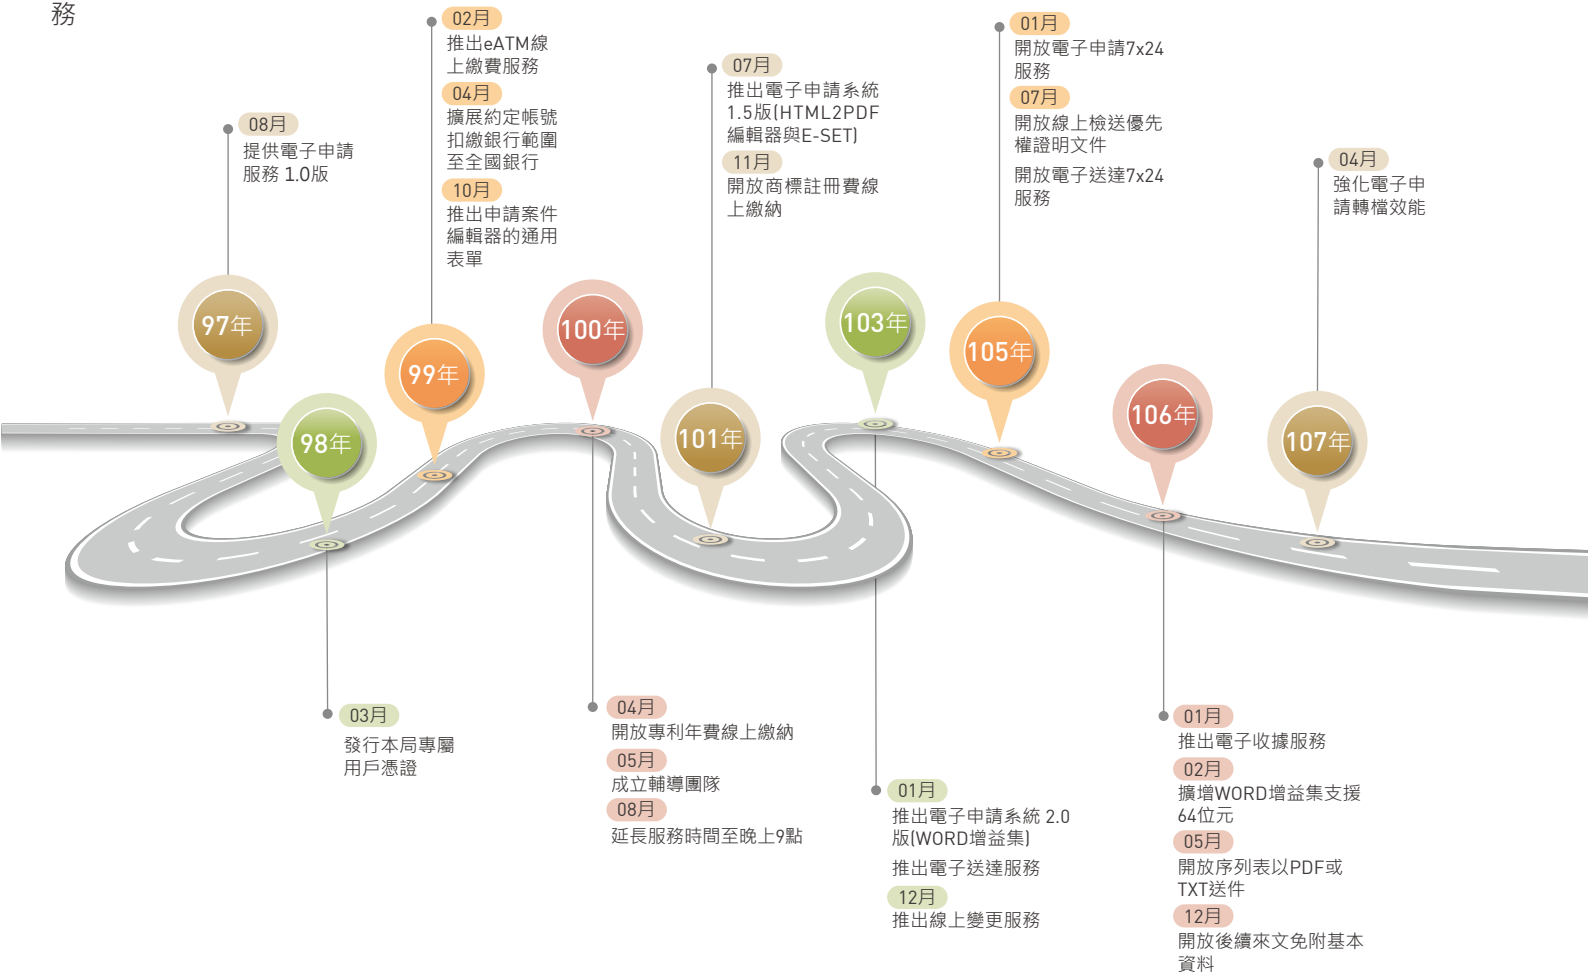 務
97年
08月
提供電子申請
服務 1.0版
98年
03月
發行本局專屬
用戶憑證
99年
02月
推出eATM線
上繳費服務
04月
擴展約定帳號
扣繳銀行範圍
至全國銀行
10月
推出申請案件
編輯器的通用
表單
100年
04月
開放專利年費線上繳納
05月
成立輔導團隊
08月
延長服務時間至晚上9點
101年
07月
推出電子申請系統
1.5版(HTML2PDF
編輯器與E-SET)
11月
開放商標註冊費線
上繳納
103年
01月
推出電子申請系統 2.0
版(WORD增益集)
推出電子送達服務
12月
推出線上變更服務
105年
01月
開放電子申請7x24
服務
07月
開放線上檢送優先
權證明文件
開放電子送達7x24
服務
106年
01月
推出電子收據服務
02月
擴增WORD增益集支援
64位元
05月
開放序列表以PDF或
TXT送件
12月
開放後續來文免附基本
資料
107年
04月
強化電子申
請轉檔效能